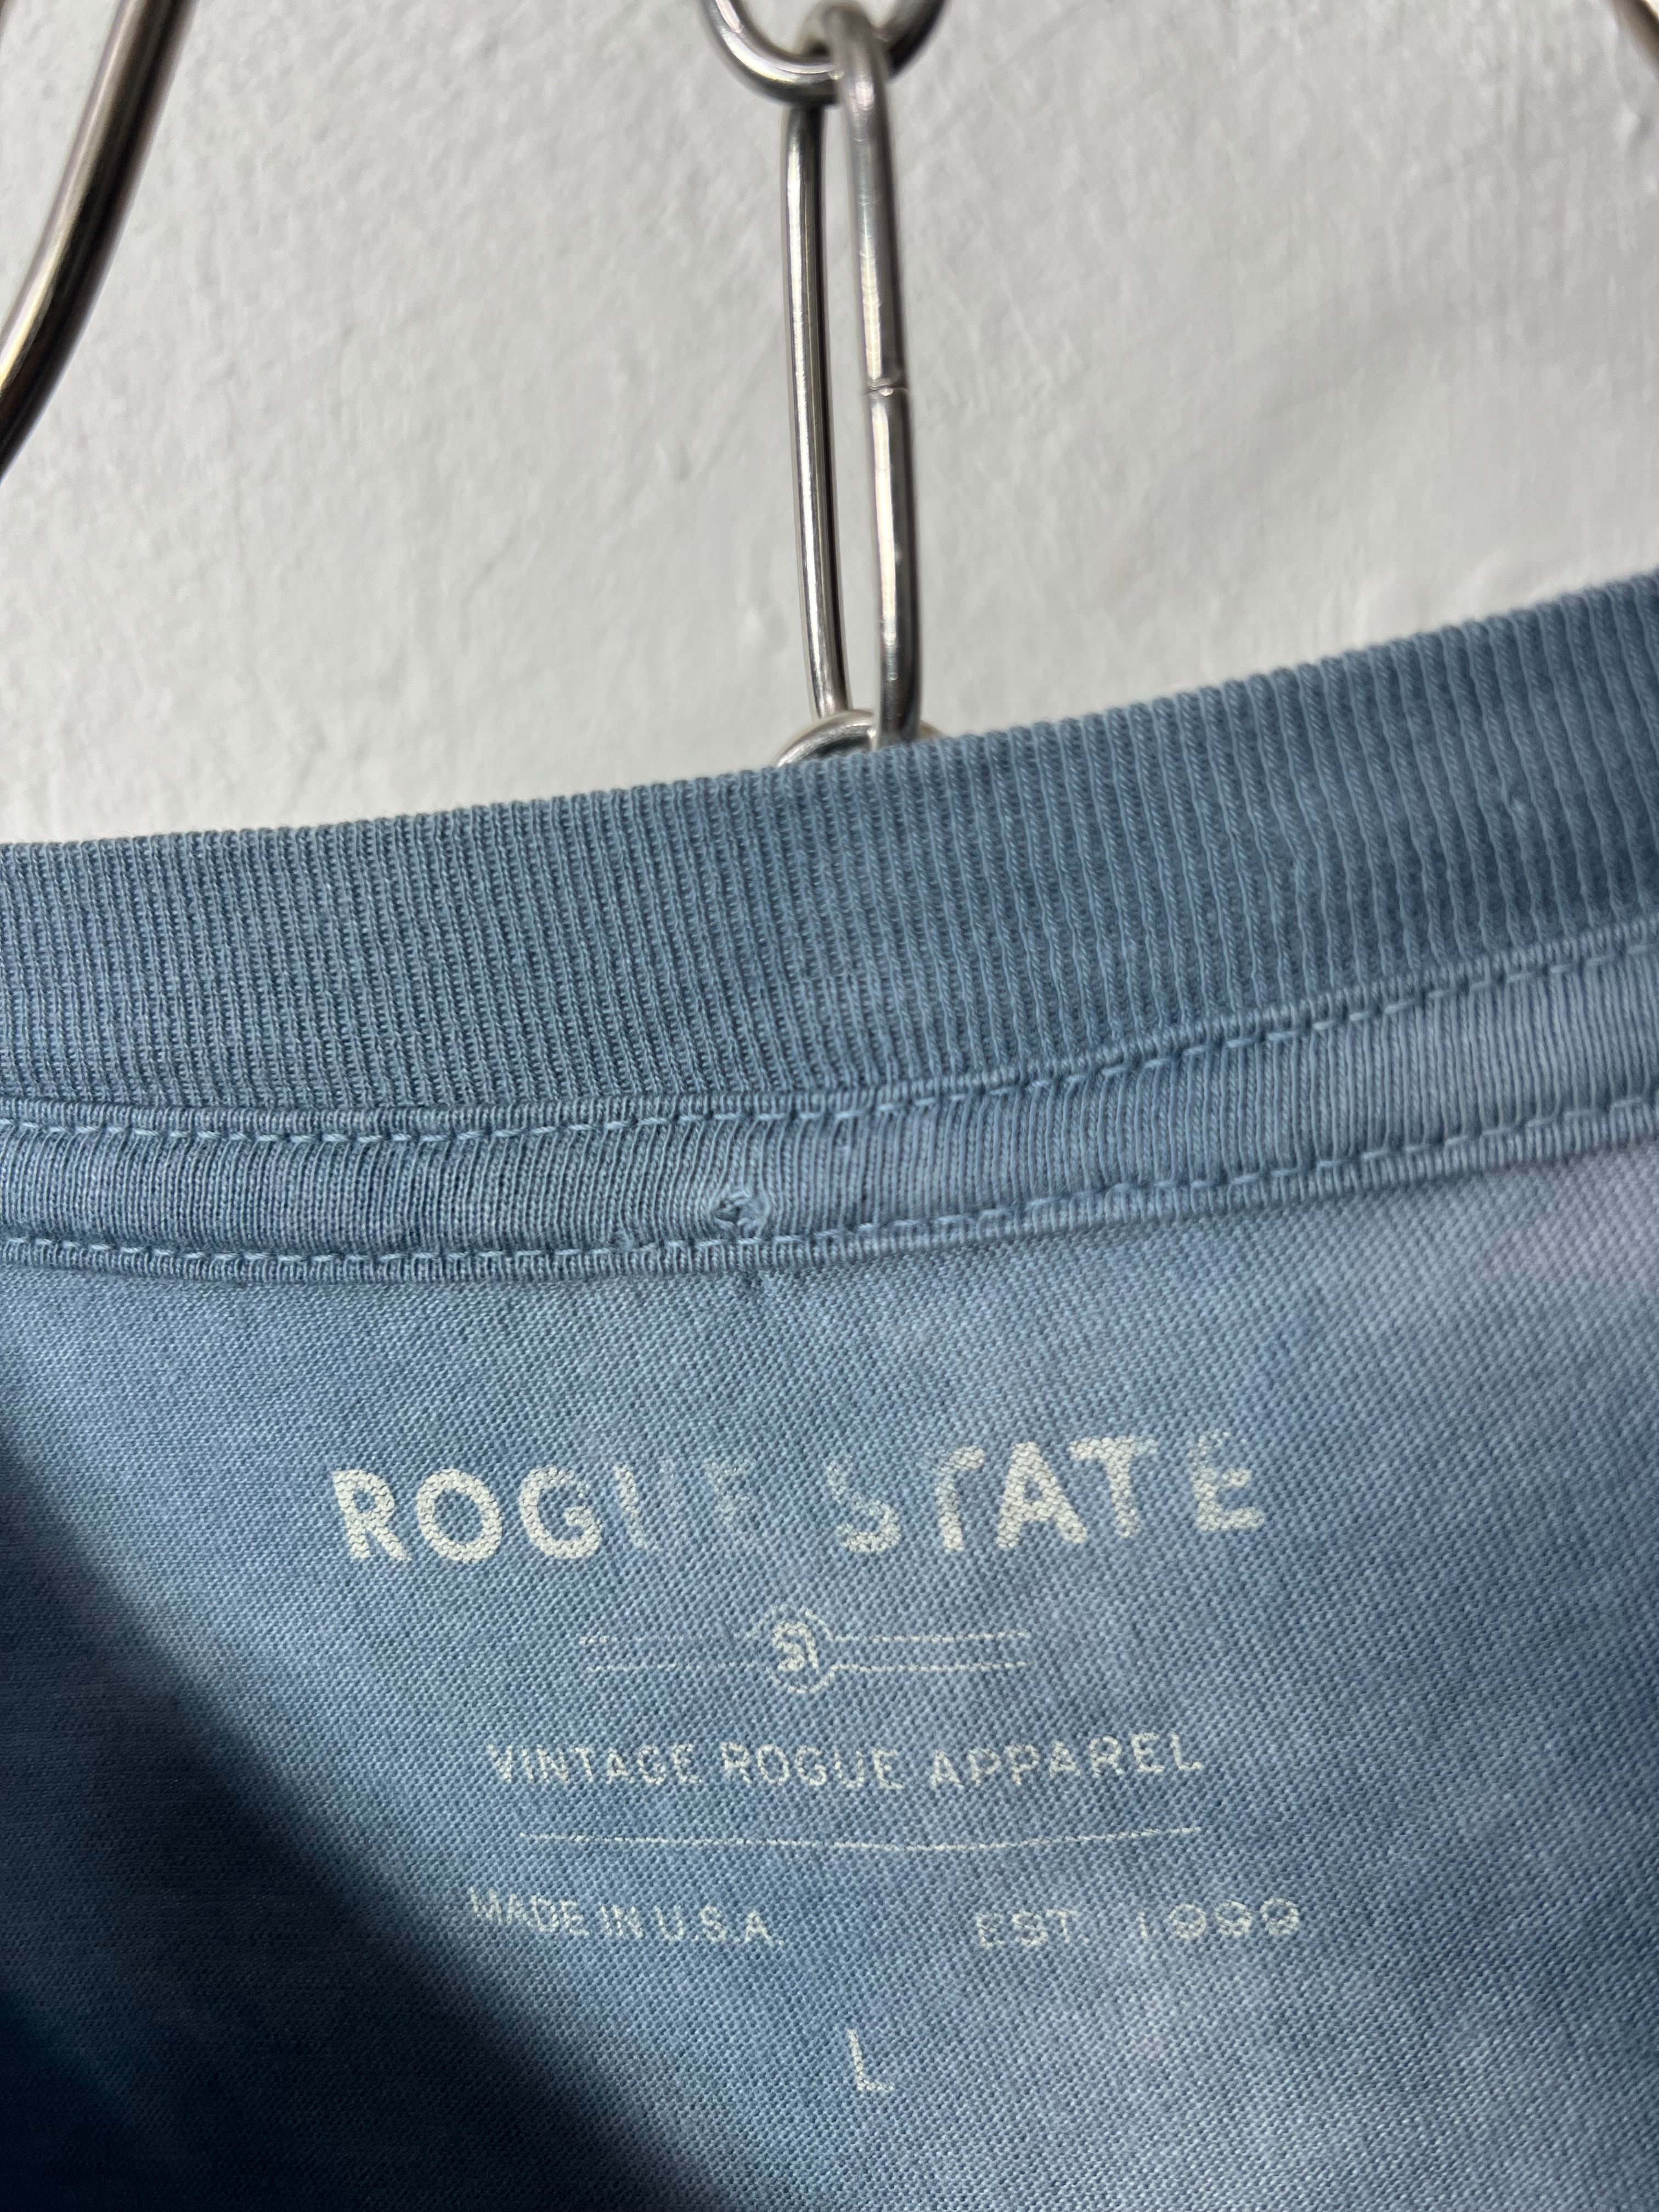 ROGUE STATE
VINTAGE ROGUE APPAREL
MADE IN U.S.A. EST. 1999
L